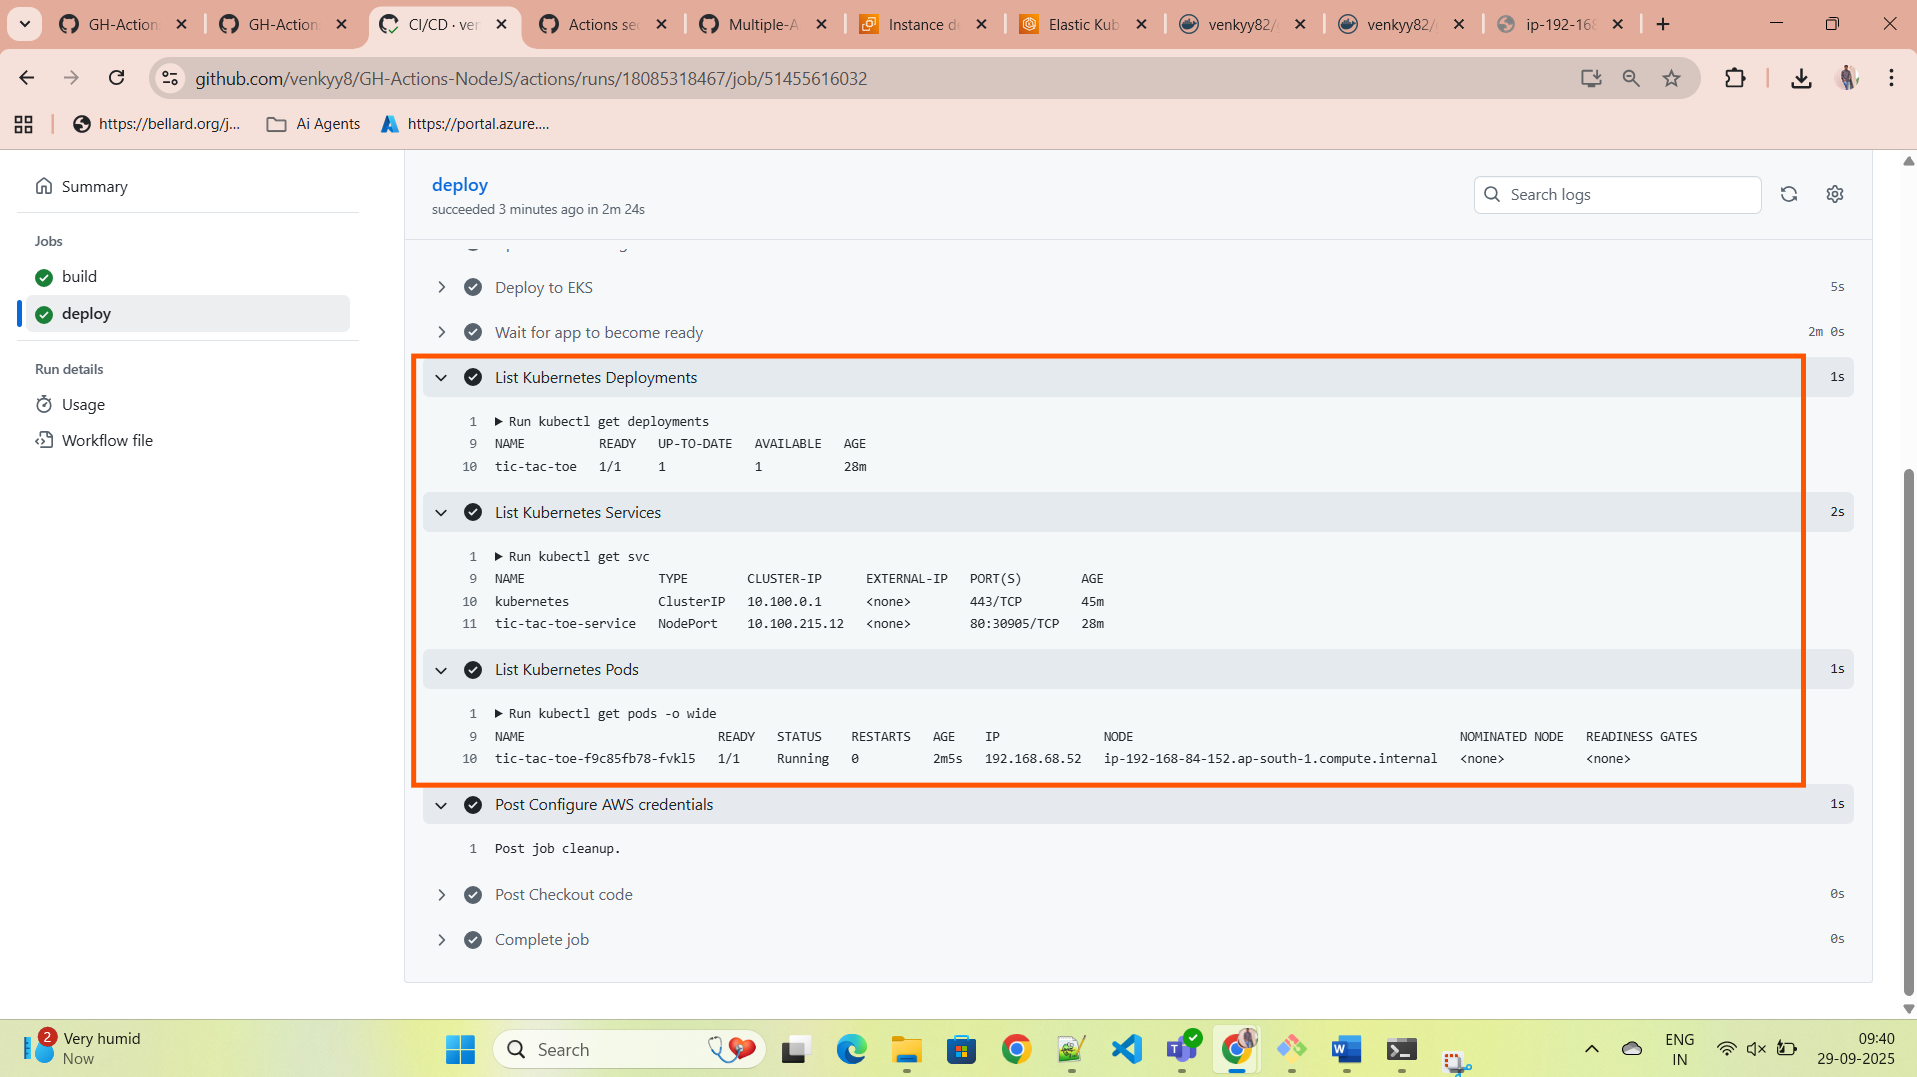 GH-Action
GH-Action
CI/CD · ve
Actions se
Multiple-A
Instance d
Elastic Kub
venkyy82/
venkyy82/
ip-192-168
github.com/venkyy8/GH-Actions-NodeJS/actions/runs/18085318467/job/51455616032
https://bellard.org/j...
Ai Agents
https://portal.azure....
Summary
Jobs
build
deploy
Run details
Usage
Workflow file
deploy
succeeded 3 minutes ago in 2m 24s
Search logs
Deploy to EKS 5s
Wait for app to become ready 2m 0s
List Kubernetes Deployments 1s
1 Run kubectl get deployments
9 NAME READY UP-TO-DATE AVAILABLE AGE
10 tic-tac-toe 1/1 1 1 28m
List Kubernetes Services 2s
1 Run kubectl get svc
9 NAME TYPE CLUSTER-IP EXTERNAL-IP PORT(S) AGE
10 kubernetes ClusterIP 10.100.0.1 <none> 443/TCP 45m
11 tic-tac-toe-service NodePort 10.100.215.12 <none> 80:30905/TCP 28m
List Kubernetes Pods 1s
1 Run kubectl get pods -o wide
9 NAME READY STATUS RESTARTS AGE IP NODE NOMINATED NODE READINESS GATES
10 tic-tac-toe-f9c85fb78-fvkl5 1/1 Running 0 2m5s 192.168.68.52 ip-192-168-84-152.ap-south-1.compute.internal <none> <none>
Post Configure AWS credentials 1s
1 Post job cleanup.
Post Checkout code 0s
Complete job 0s
2
Very humid
Now
Search
ENG
IN
09:40
29-09-2025